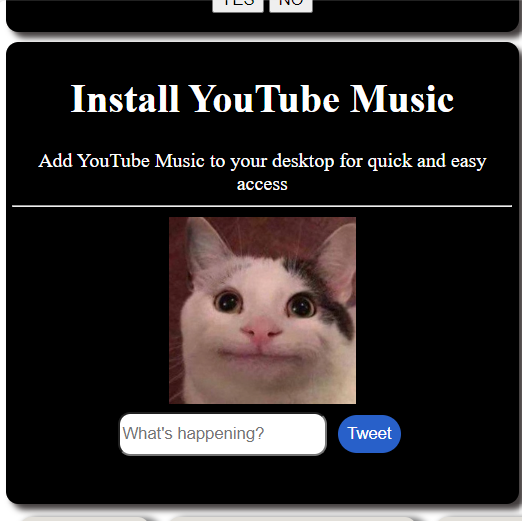 YES NO
Install YouTube Music
Add YouTube Music to your desktop for quick and easy
access
What's happening? Tweet